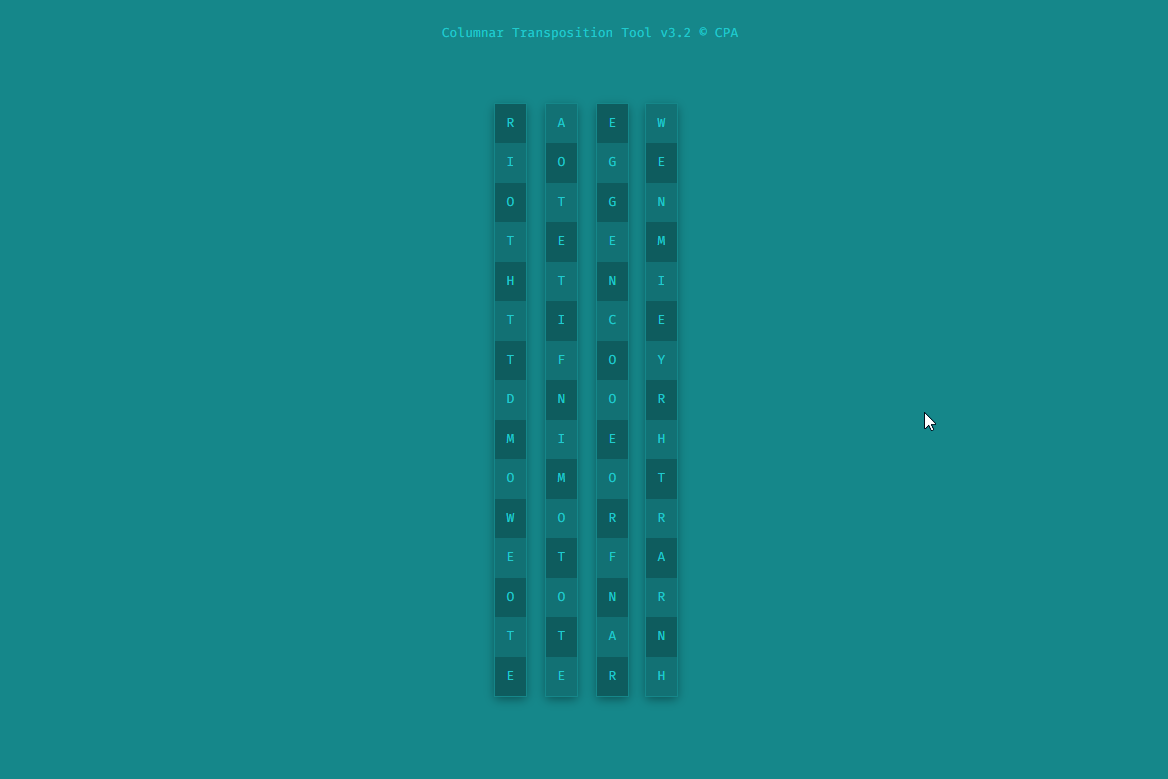 Columnar Transposition Tool v3.2 © CPA
R A E W
I O G E
O T G N
T E E M
H T N I
T I C E
T F O Y
D N O R
M I E H
O M O T
W O R R
E T F A
O O N R
T T A N
E E R H